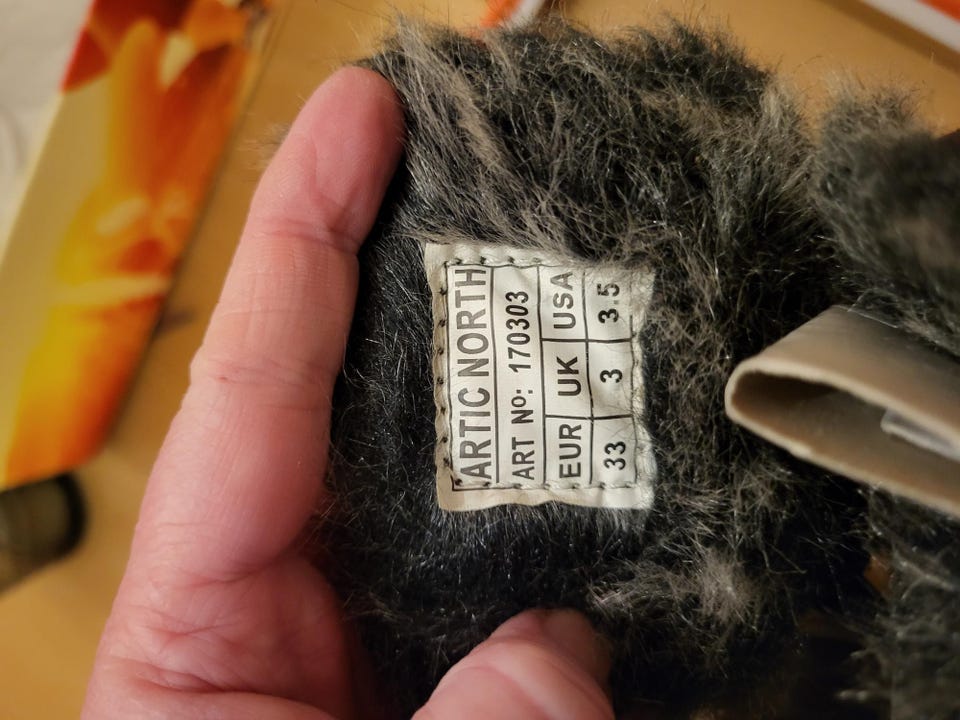 ARTIC NORTH
ART Nº: 170303
EUR UK USA
33 3 3.5